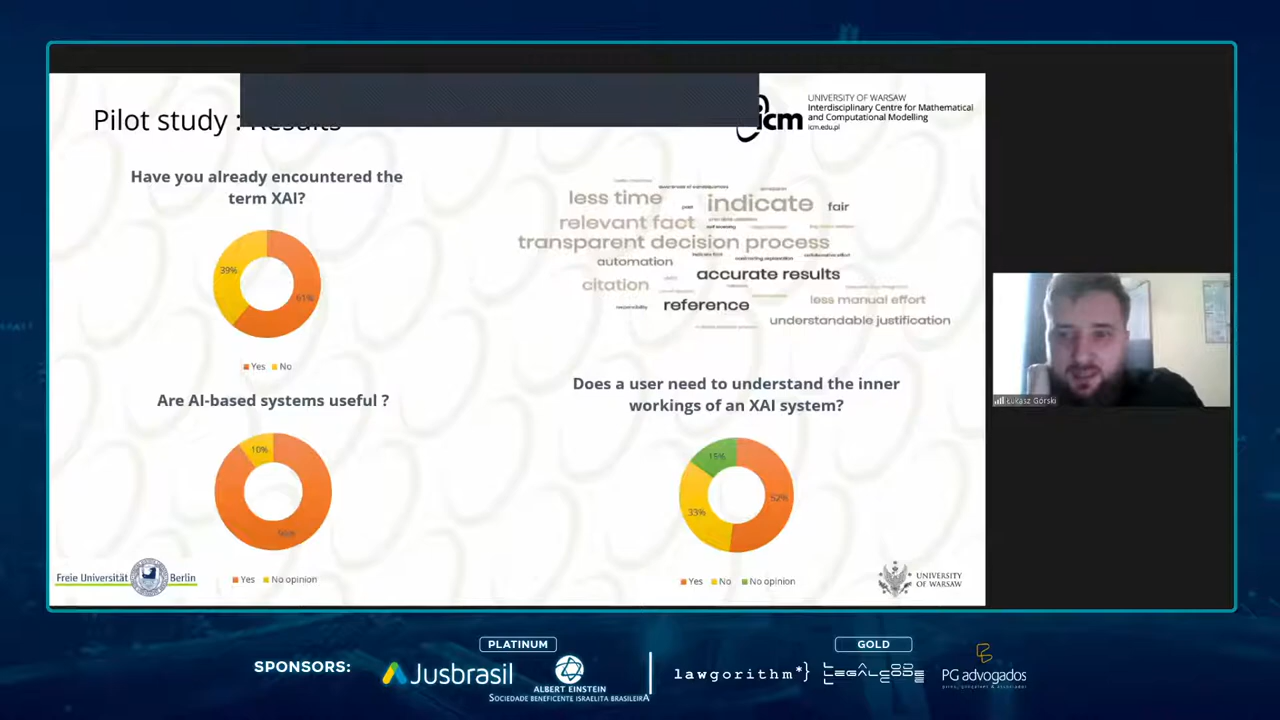 Pilot study : Results
UNIVERSITY OF WARSAW
Interdisciplinary Centre for Mathematical
and Computational Modelling
icm.edu.pl
icm
Have you already encountered the
term XAI?
39%
61%
Yes No
less time
indicate
fair
relevant fact
transparent decision process
automation
accurate results
citation
reference
less manual effort
understandable justification
Are AI-based systems useful ?
10%
90%
Yes No opinion
Does a user need to understand the inner
workings of an XAI system?
15%
52%
33%
Yes No No opinion
Freie Universität Berlin
UNIVERSITY
OF WARSAW
Łukasz Górski
SPONSORS:
PLATINUM
Jusbrasil
ALBERT EINSTEIN
SOCIEDADE BENEFICENTE ISRAELITA BRASILEIRA
GOLD
lawgorithm*}
LEGALCODE
PG advogados